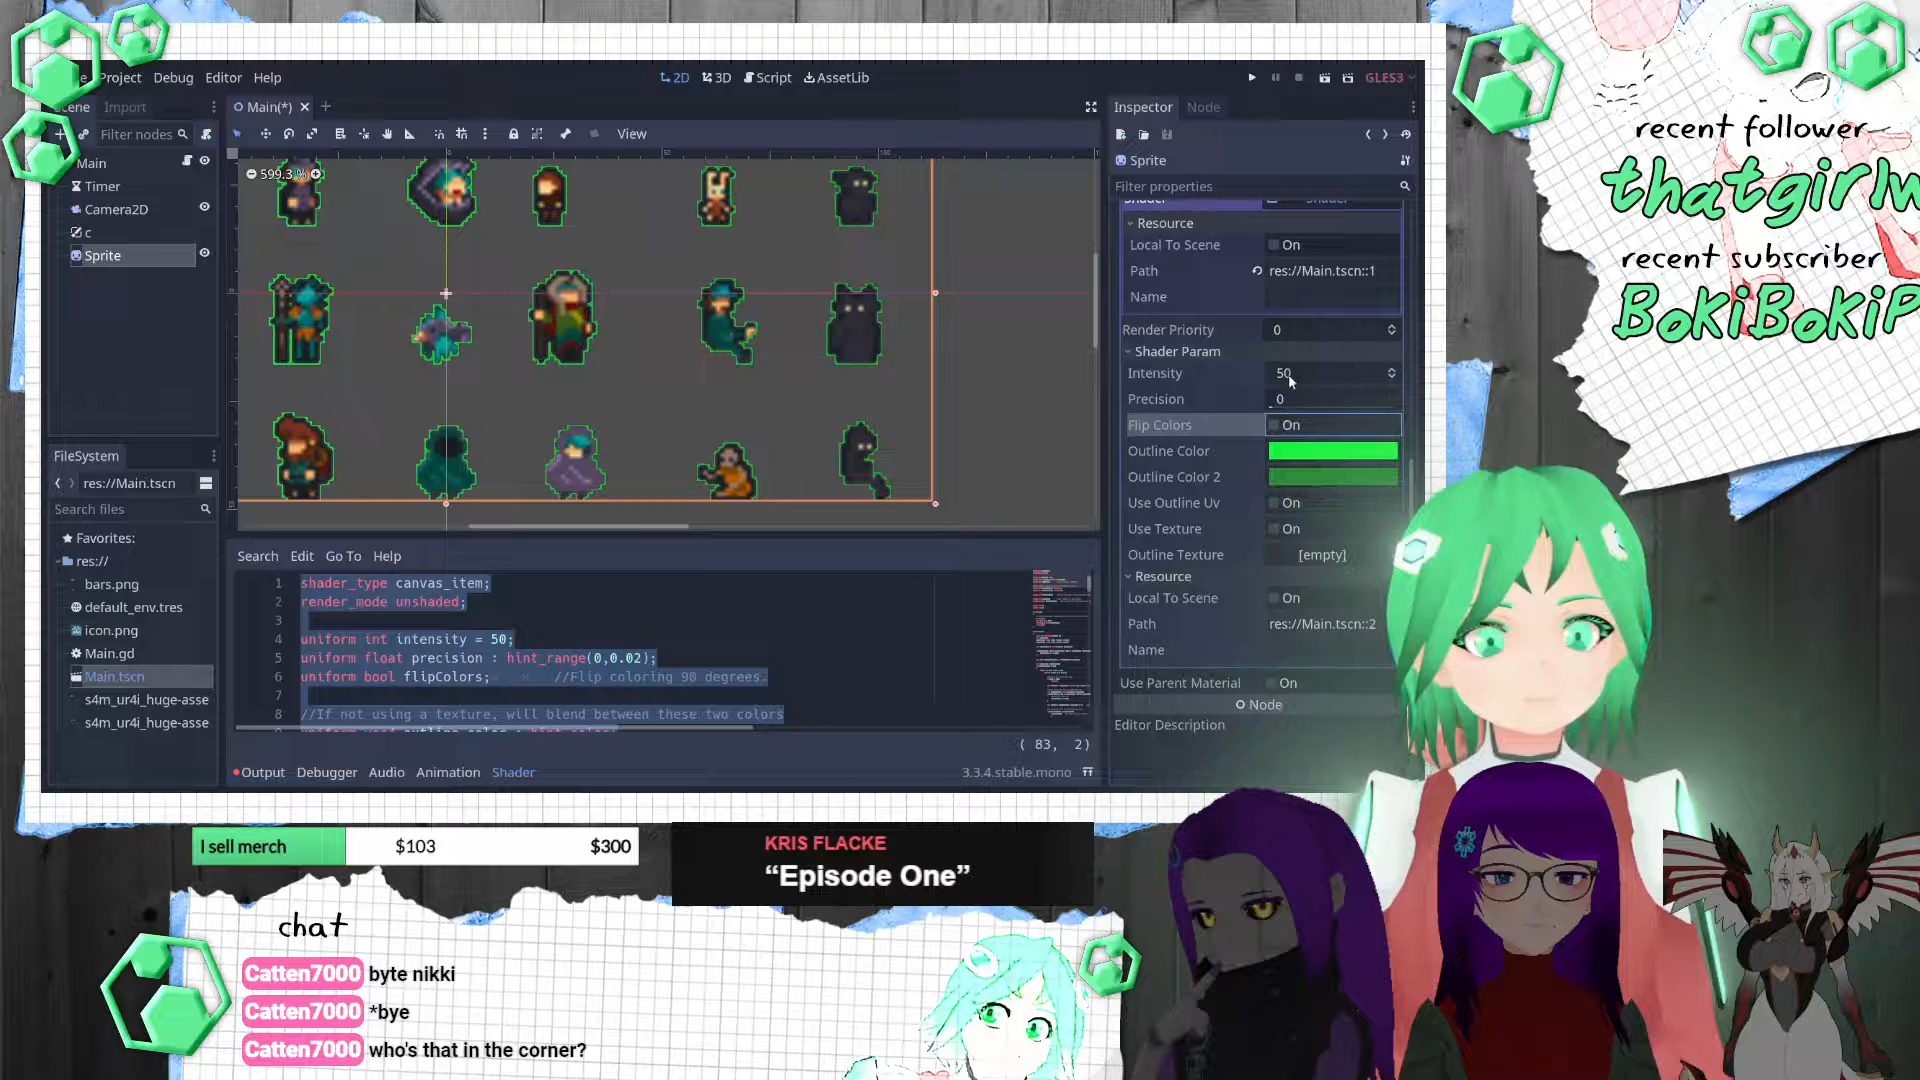 Project Debug Editor Help
2D 3D Script AssetLib
GLES3
Import
Main(*)
Inspector Node
Filter nodes
View
Main
Timer
Camera2D
c
Sprite
599.3 %
Sprite
Filter properties
Resource
Local To Scene On
Path res://Main.tscn::1
Name
Render Priority 0
Shader Param
Intensity 50
Precision 0
Flip Colors On
Outline Color
Outline Color 2
Use Outline Uv On
Use Texture On
Outline Texture [empty]
Resource
Local To Scene On
Path res://Main.tscn::2
Name
Use Parent Material On
Node
Editor Description
FileSystem
res://Main.tscn
Search files
Favorites:
res://
bars.png
default_env.tres
icon.png
Main.gd
Main.tscn
s4m_ur4i_huge-asse
s4m_ur4i_huge-asse
Search Edit Go To Help
1 shader_type canvas_item;
2 render_mode unshaded;
3
4 uniform int intensity = 50;
5 uniform float precision : hint_range(0,0.02);
6 uniform bool flipColors; //Flip coloring 90 degrees.
7
8 //If not using a texture, will blend between these two colors
( 83, 2)
Output Debugger Audio Animation Shader
3.3.4.stable.mono
recent follower
thatgirlw
recent subscriber
BokiBokiP
I sell merch $103 $300
KRIS FLACKE
“Episode One”
chat
Catten7000 byte nikki
Catten7000 *bye
Catten7000 who's that in the corner?